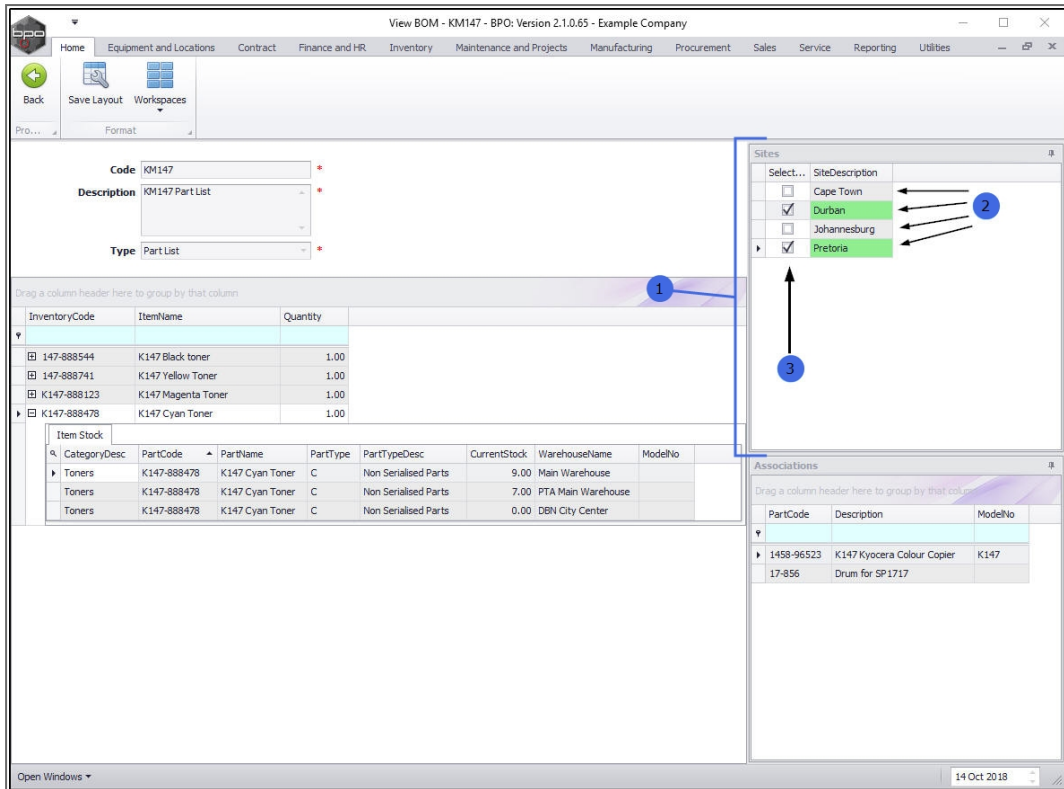 View BOM - KM147 - BPO: Version 2.1.0.65 - Example Company
bpo
Home Equipment and Locations Contract Finance and HR Inventory Maintenance and Projects Manufacturing Procurement Sales Service Reporting Utilities
Back Save Layout Workspaces
Pro... Format
Code KM147 *
Description KM147 Part List *
Type Part List *
Drag a column header here to group by that column
InventoryCode ItemName Quantity
147-888544 K147 Black toner 1.00
147-888741 K147 Yellow Toner 1.00
K147-888123 K147 Magenta Toner 1.00
K147-888478 K147 Cyan Toner 1.00
Item Stock
CategoryDesc PartCode PartName PartType PartTypeDesc CurrentStock WarehouseName ModelNo
Toners K147-888478 K147 Cyan Toner C Non Serialised Parts 9.00 Main Warehouse
Toners K147-888478 K147 Cyan Toner C Non Serialised Parts 7.00 PTA Main Warehouse
Toners K147-888478 K147 Cyan Toner C Non Serialised Parts 0.00 DBN City Center
1
Sites
Select... SiteDescription
Cape Town
Durban
Johannesburg
Pretoria
2
3
Associations
Drag a column header here to group by that column
PartCode Description ModelNo
1458-96523 K147 Kyocera Colour Copier K147
17-856 Drum for SP1717
Open Windows 14 Oct 2018